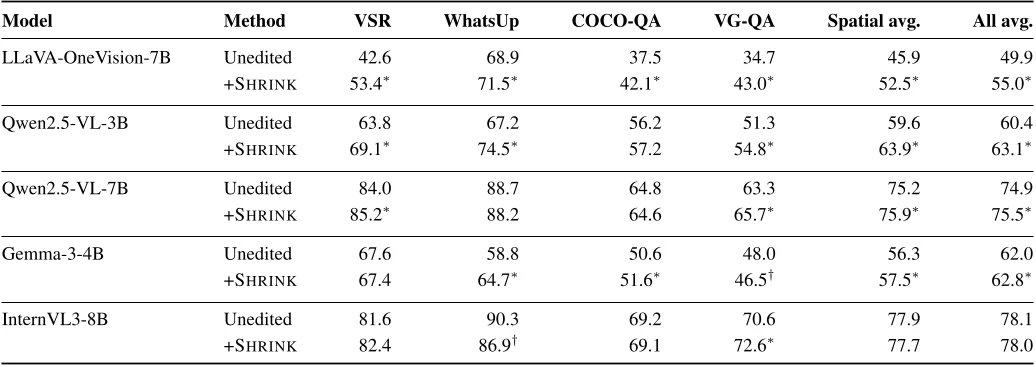 Model Method VSR WhatsUp COCO-QA VG-QA Spatial avg. All avg.
LLaVA-OneVision-7B Unedited 42.6 68.9 37.5 34.7 45.9 49.9
+SHRINK 53.4* 71.5* 42.1* 43.0* 52.5* 55.0*
Qwen2.5-VL-3B Unedited 63.8 67.2 56.2 51.3 59.6 60.4
+SHRINK 69.1* 74.5* 57.2 54.8* 63.9* 63.1*
Qwen2.5-VL-7B Unedited 84.0 88.7 64.8 63.3 75.2 74.9
+SHRINK 85.2* 88.2 64.6 65.7* 75.9* 75.5*
Gemma-3-4B Unedited 67.6 58.8 50.6 48.0 56.3 62.0
+SHRINK 67.4 64.7* 51.6* 46.5† 57.5* 62.8*
InternVL3-8B Unedited 81.6 90.3 69.2 70.6 77.9 78.1
+SHRINK 82.4 86.9† 69.1 72.6* 77.7 78.0